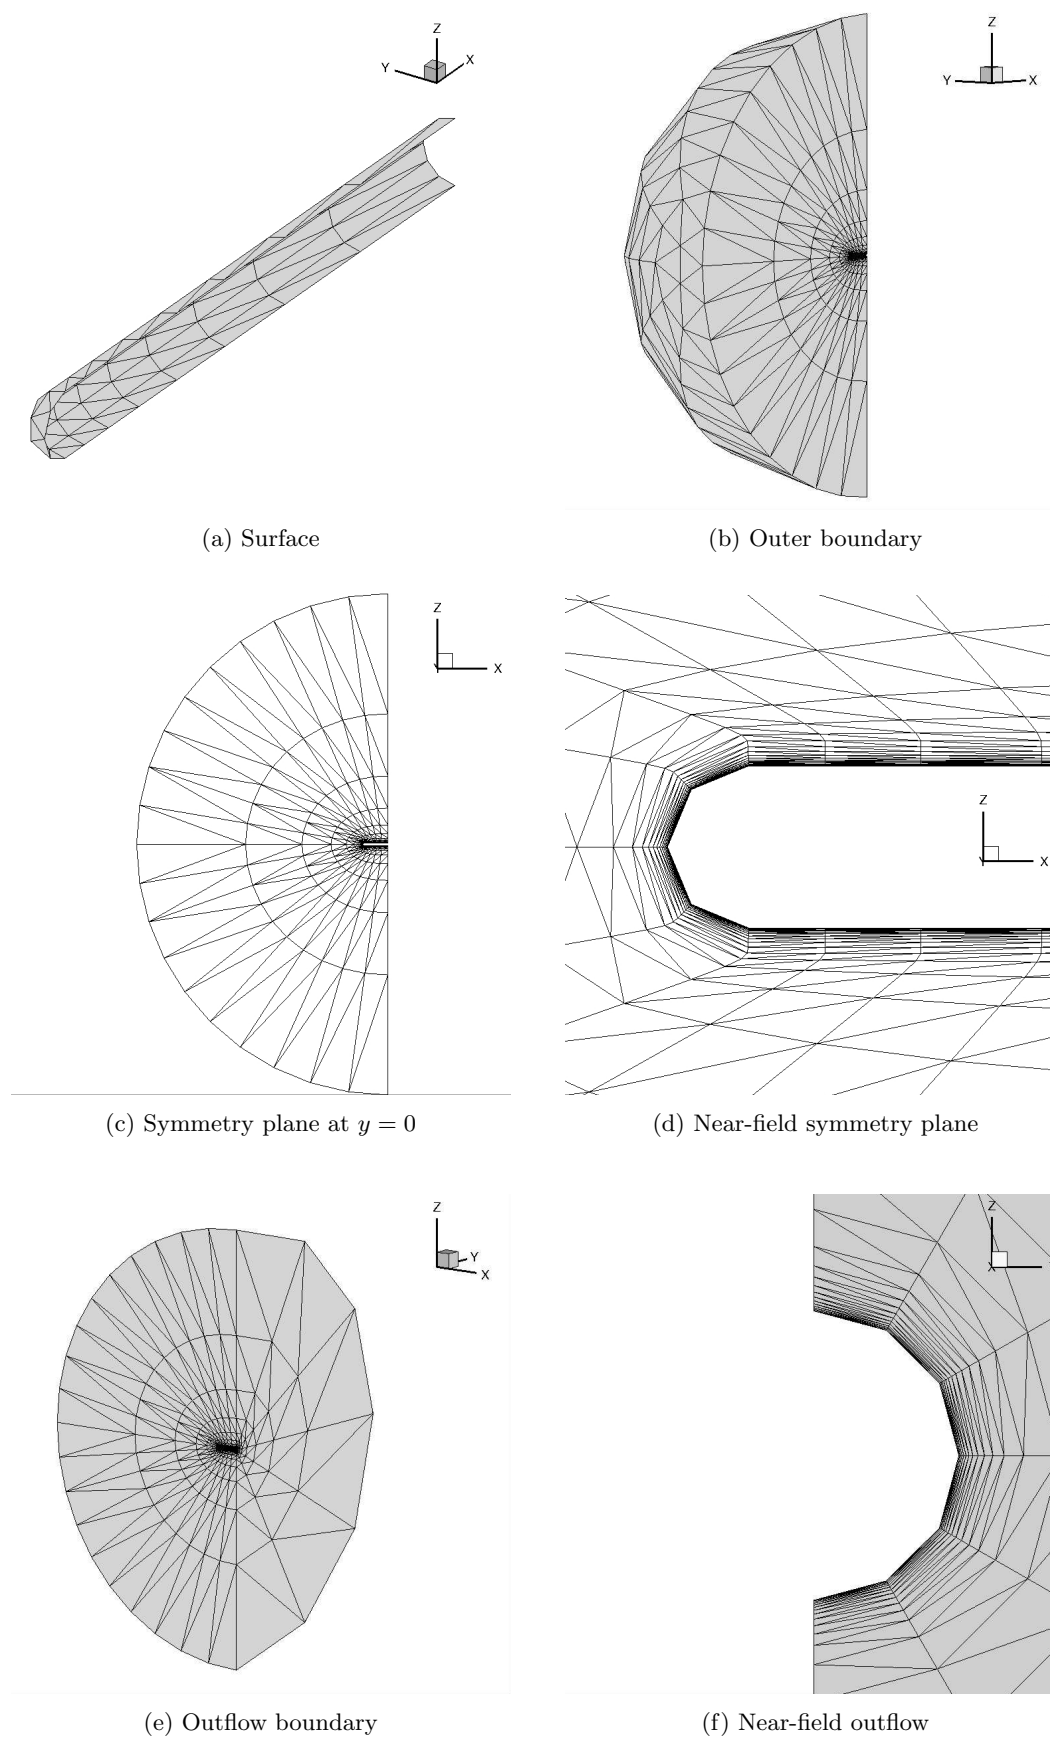 Z
X
Y
Z
Y
X
(a) Surface
(b) Outer boundary
Z
X
Z
X
(c) Symmetry plane at y = 0
(d) Near-field symmetry plane
Z
Y
X
Z
X
(e) Outflow boundary
(f) Near-field outflow